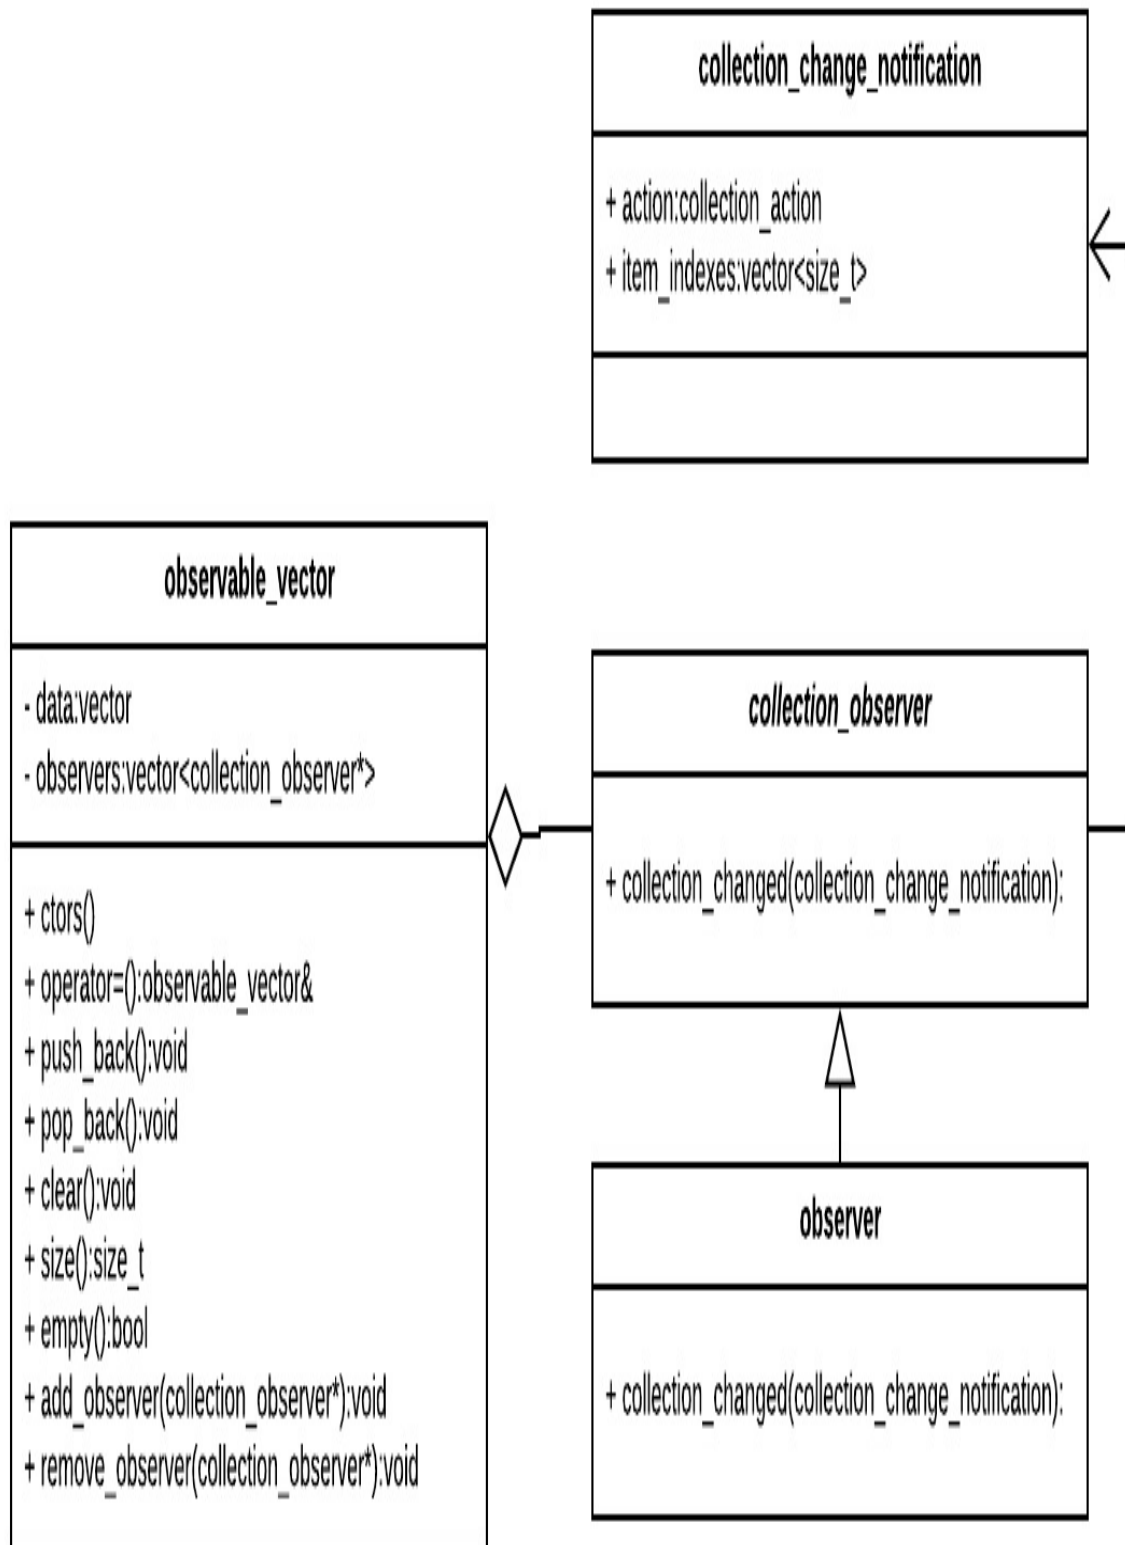 collection_change_notification
+ action:collection_action
+ item_indexes:vector<size_t>
observable_vector
- data:vector
- observers:vector<collection_observer*>
+ ctors()
+ operator=():observable_vector&
+ push_back():void
+ pop_back():void
+ clear():void
+ size():size_t
+ empty():bool
+ add_observer(collection_observer*):void
+ remove_observer(collection_observer*):void
collection_observer
+ collection_changed(collection_change_notification):
observer
+ collection_changed(collection_change_notification):